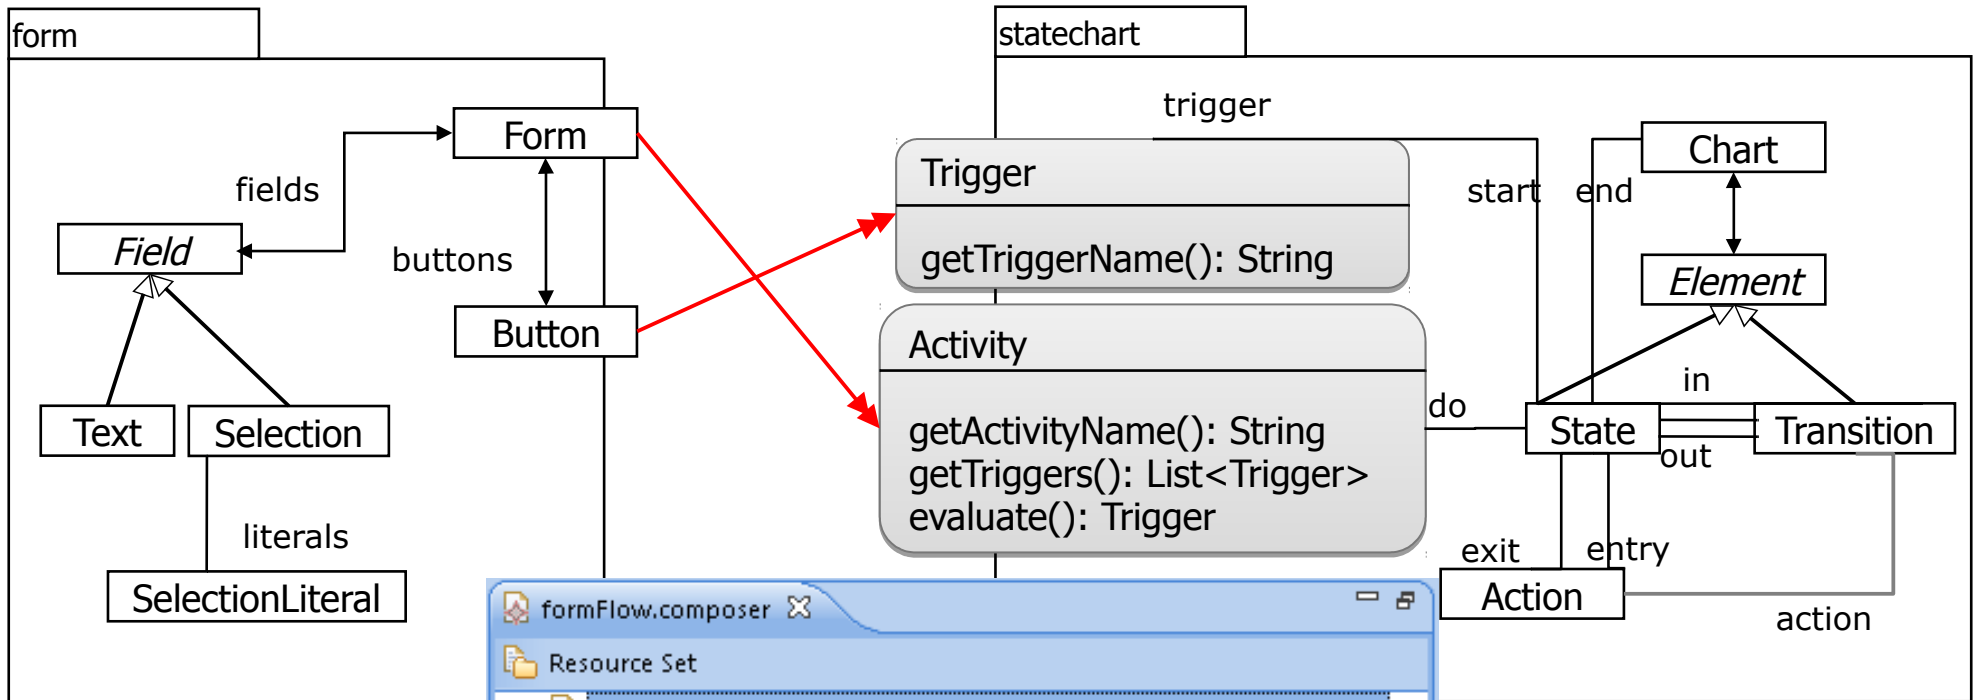 form
statechart
trigger
Form
Trigger
Chart
fields
start
end
Field
buttons
getTriggerName(): String
Element
Button
Activity
in
do
Text
Selection
getActivityName(): String
State
Transition
out
getTriggers(): List<Trigger>
evaluate(): Trigger
literals
exit
entry
SelectionLiteral
formFlow.composer
Action
action
Resource Set